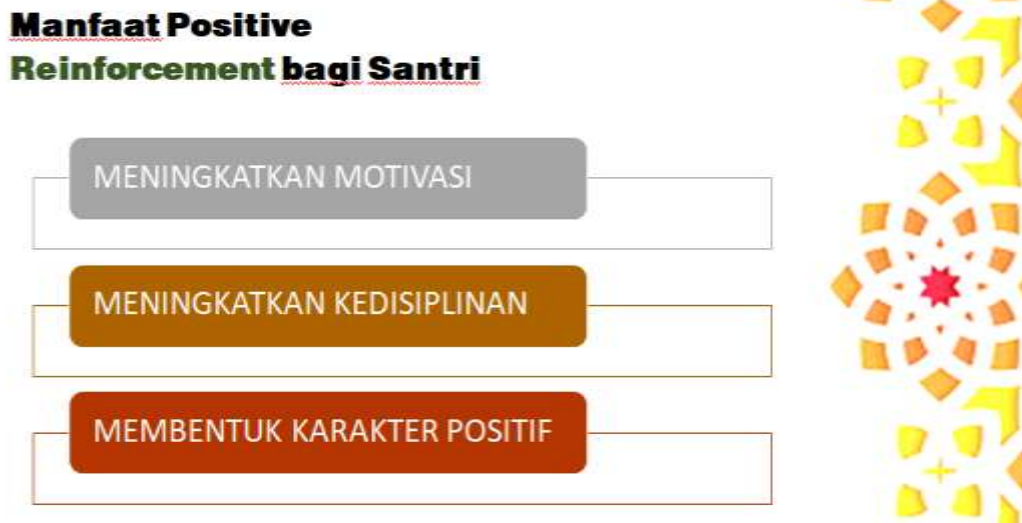 Manfaat Positive
Reinforcement bagi Santri
MENINGKATKAN MOTIVASI
MENINGKATKAN KEDISIPLINAN
MEMBENTUK KARAKTER POSITIF